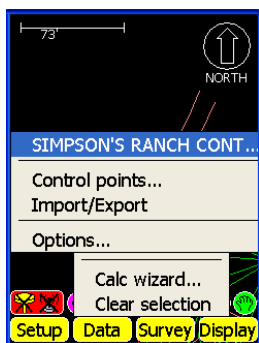 73'
NORTH
SIMPSON'S RANCH CONT...
Control points...
Import/Export
Options...
Calc wizard...
Clear selection
Setup Data Survey Display